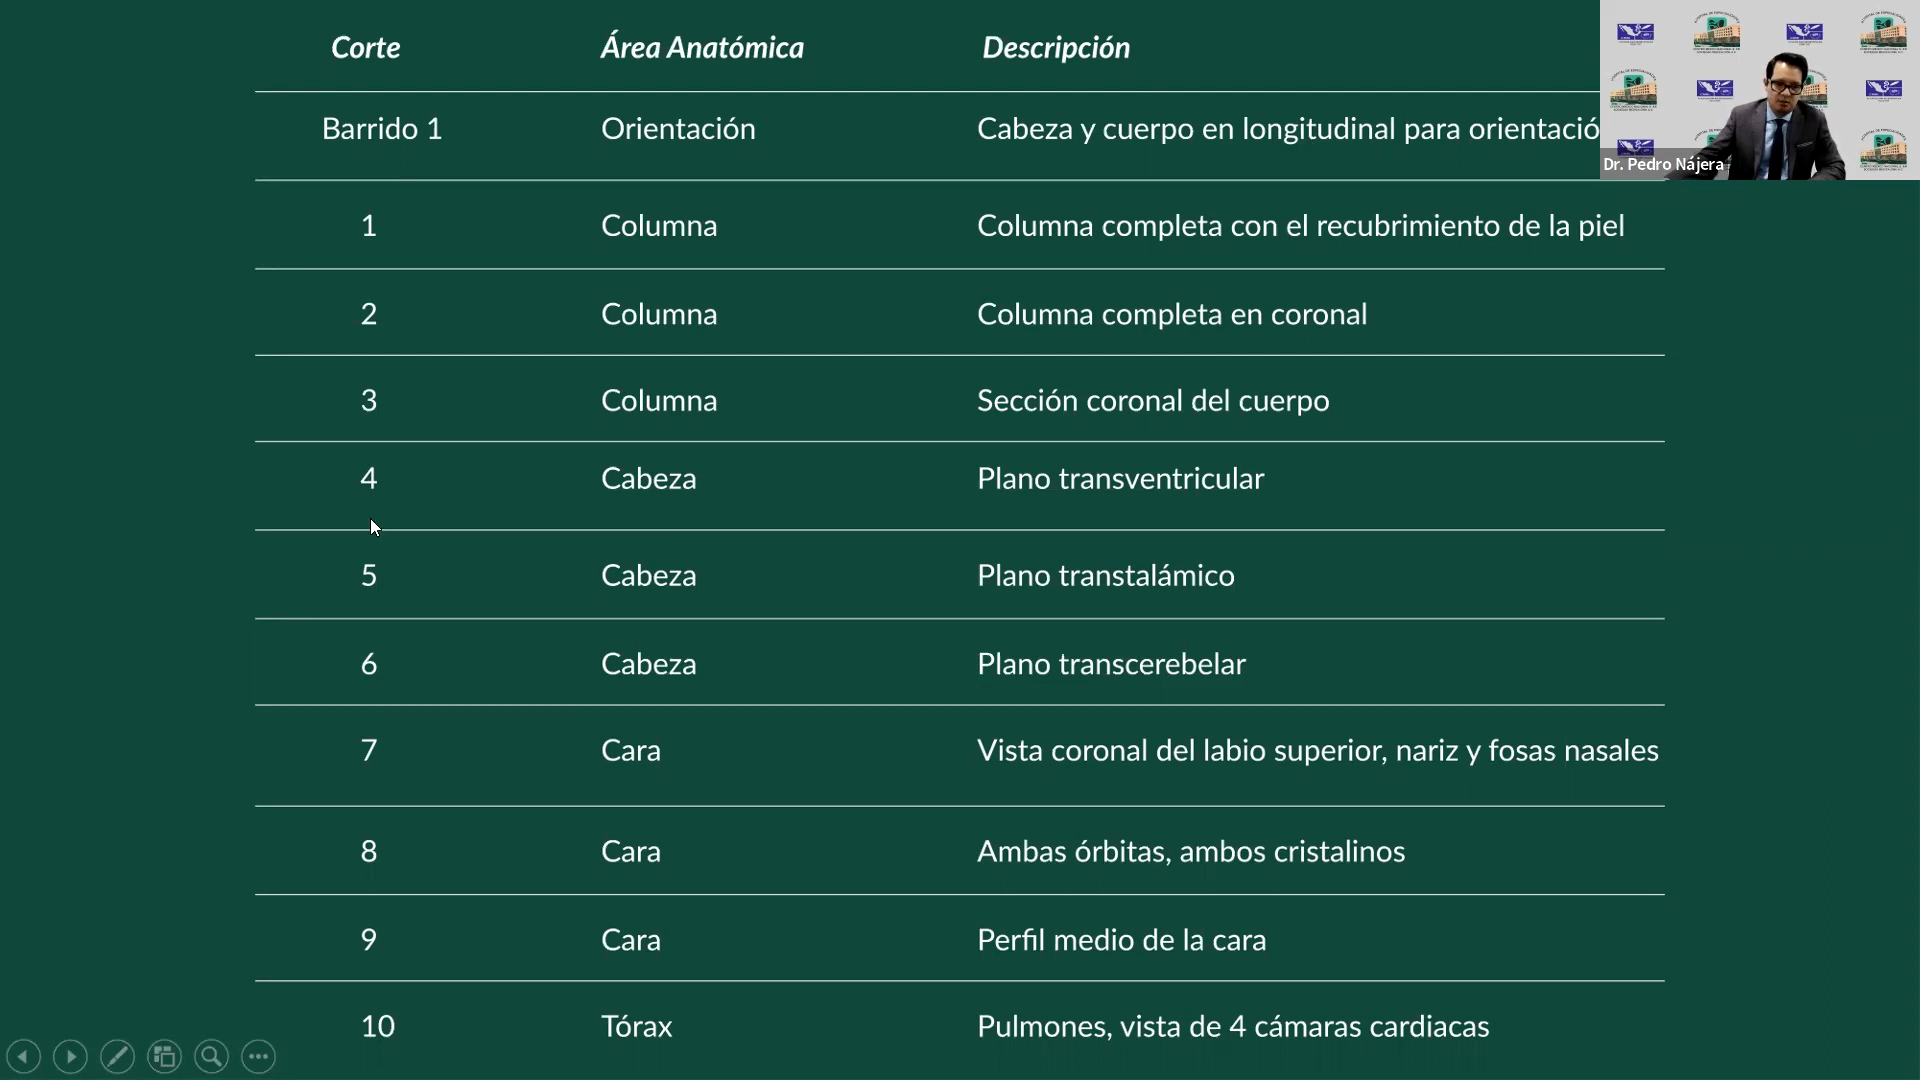 Corte Área Anatómica Descripción
Barrido 1 Orientación Cabeza y cuerpo en longitudinal para orientació
Dr. Pedro Nájera
1 Columna Columna completa con el recubrimiento de la piel
2 Columna Columna completa en coronal
3 Columna Sección coronal del cuerpo
4 Cabeza Plano transventricular
5 Cabeza Plano transtalámico
6 Cabeza Plano transcerebelar
7 Cara Vista coronal del labio superior, nariz y fosas nasales
8 Cara Ambas órbitas, ambos cristalinos
9 Cara Perfil medio de la cara
10 Tórax Pulmones, vista de 4 cámaras cardiacas